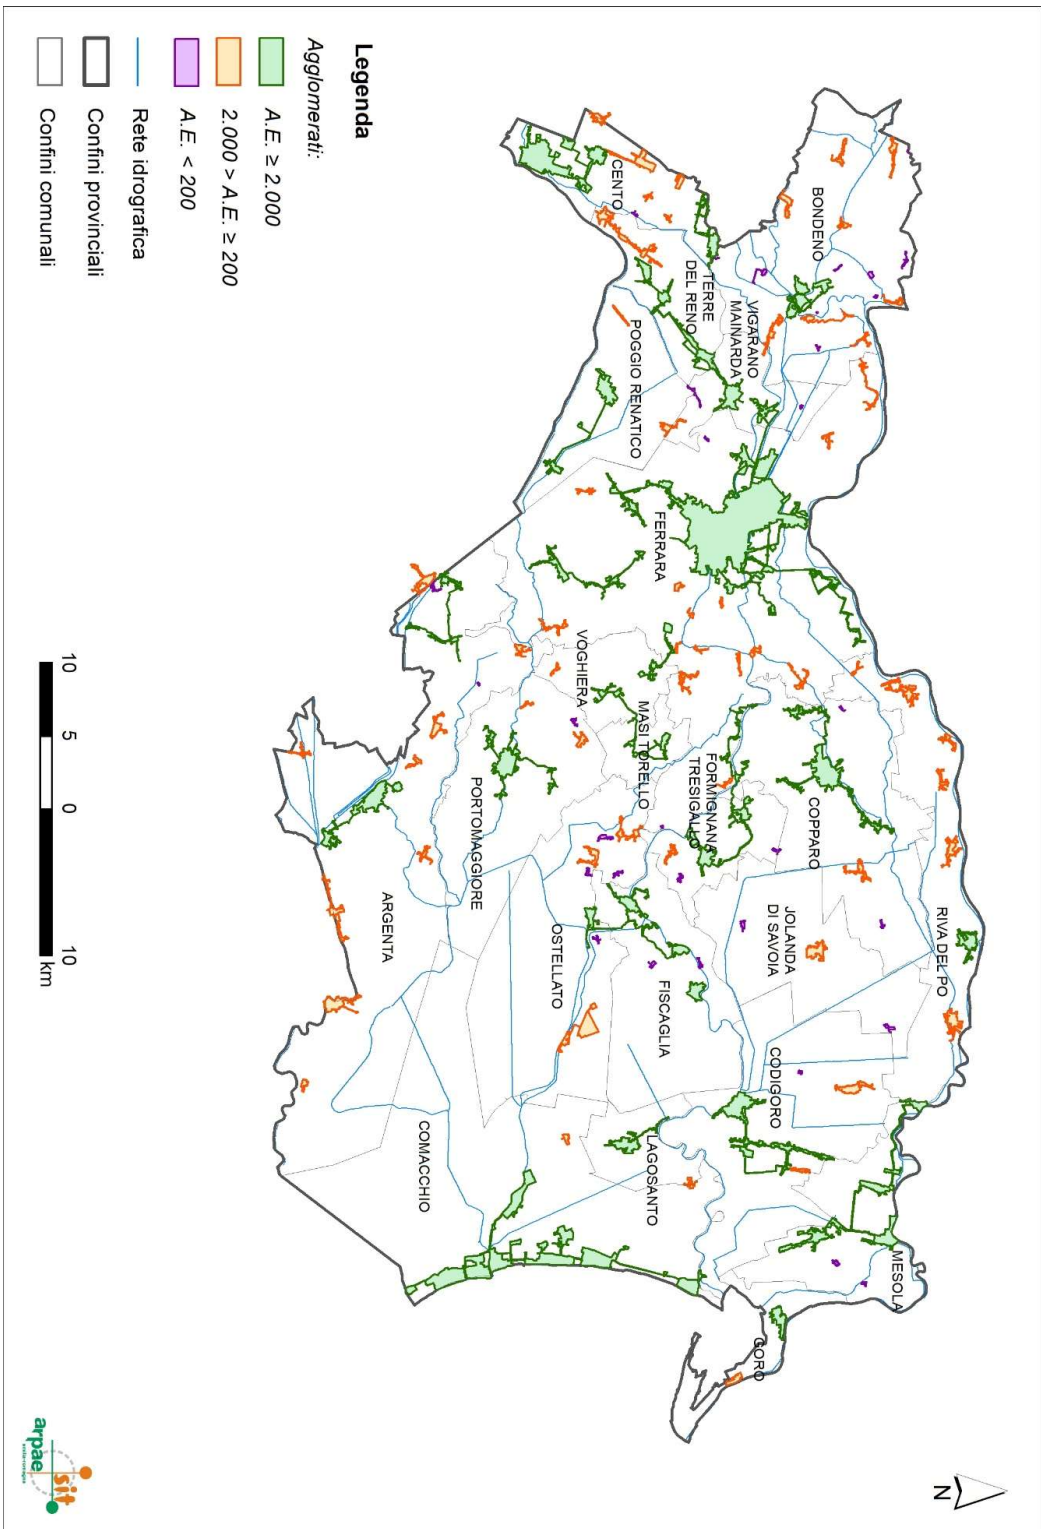 N
BONDENO
CENTO
TERRE
DEL RENO
VIGARANO
MAINARDA
POGGIO RENATICO
FERRARA
VOGHIERA
MASI TORELLO
FORMIGNANA
TRESIGALLO
COPPARO
RIVA DEL PO
JOLANDA
DI SAVOIA
PORTOMAGGIORE
ARGENTA
OSTELLATO
FISCAGLIA
CODIGORO
LAGOSANTO
COMACCHIO
MESOLA
GORO
Legenda
Agglomerati:
A.E. ≥ 2.000
2.000 > A.E. ≥ 200
A.E. < 200
Rete idrografica
Confini provinciali
Confini comunali
10 5 0 10
km
sit
arpae
emilia-romagna